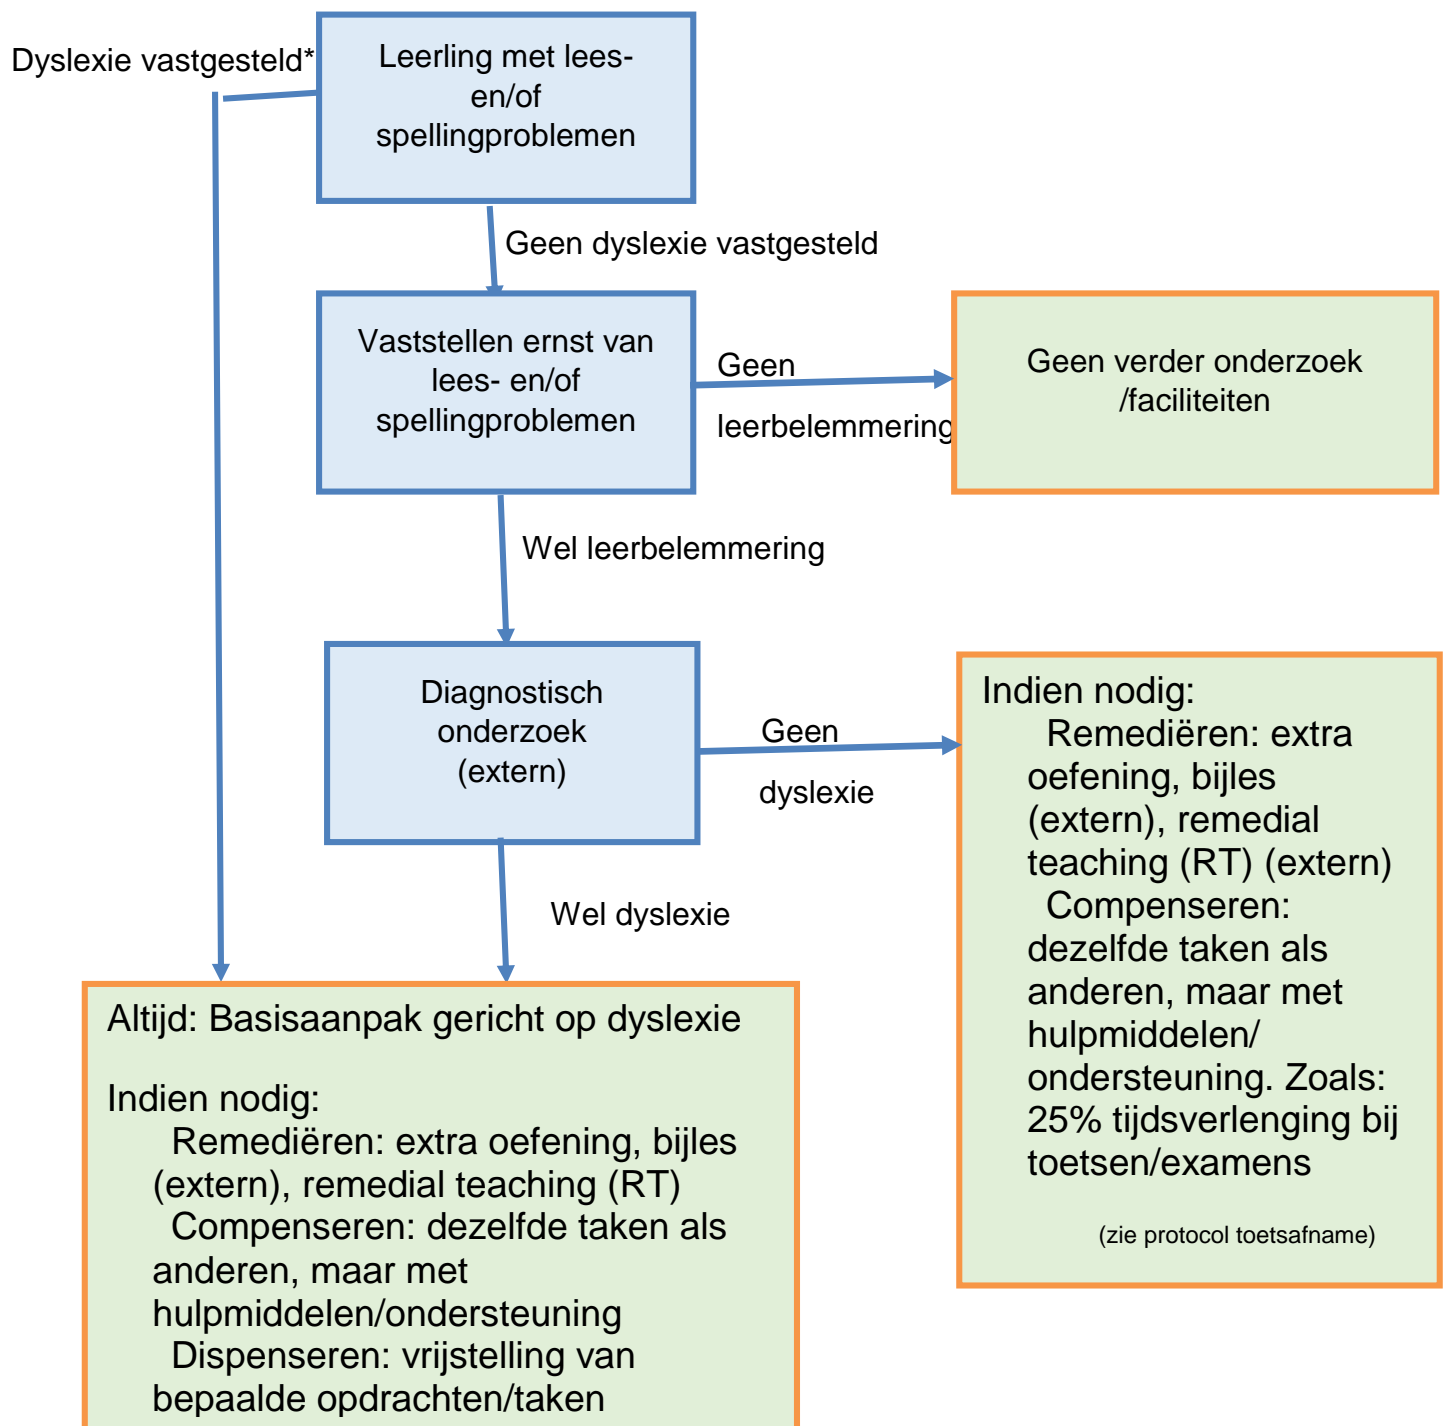 Dyslexie vastgesteld*
Leerling met lees-
en/of
spellingproblemen
Geen dyslexie vastgesteld
Vaststellen ernst van
lees- en/of
spellingproblemen
Geen
leerbelemmering
Geen verder onderzoek
/faciliteiten
Wel leerbelemmering
Diagnostisch
onderzoek
(extern)
Geen
dyslexie
Indien nodig:
Remediëren: extra
oefening, bijles
(extern), remedial
teaching (RT) (extern)
Compenseren:
dezelfde taken als
anderen, maar met
hulpmiddelen/
ondersteuning. Zoals:
25% tijdsverlenging bij
toetsen/examens
(zie protocol toetsafname)
Wel dyslexie
Altijd: Basisaanpak gericht op dyslexie
Indien nodig:
Remediëren: extra oefening, bijles
(extern), remedial teaching (RT)
Compenseren: dezelfde taken als
anderen, maar met
hulpmiddelen/ondersteuning
Dispenseren: vrijstelling van
bepaalde opdrachten/taken